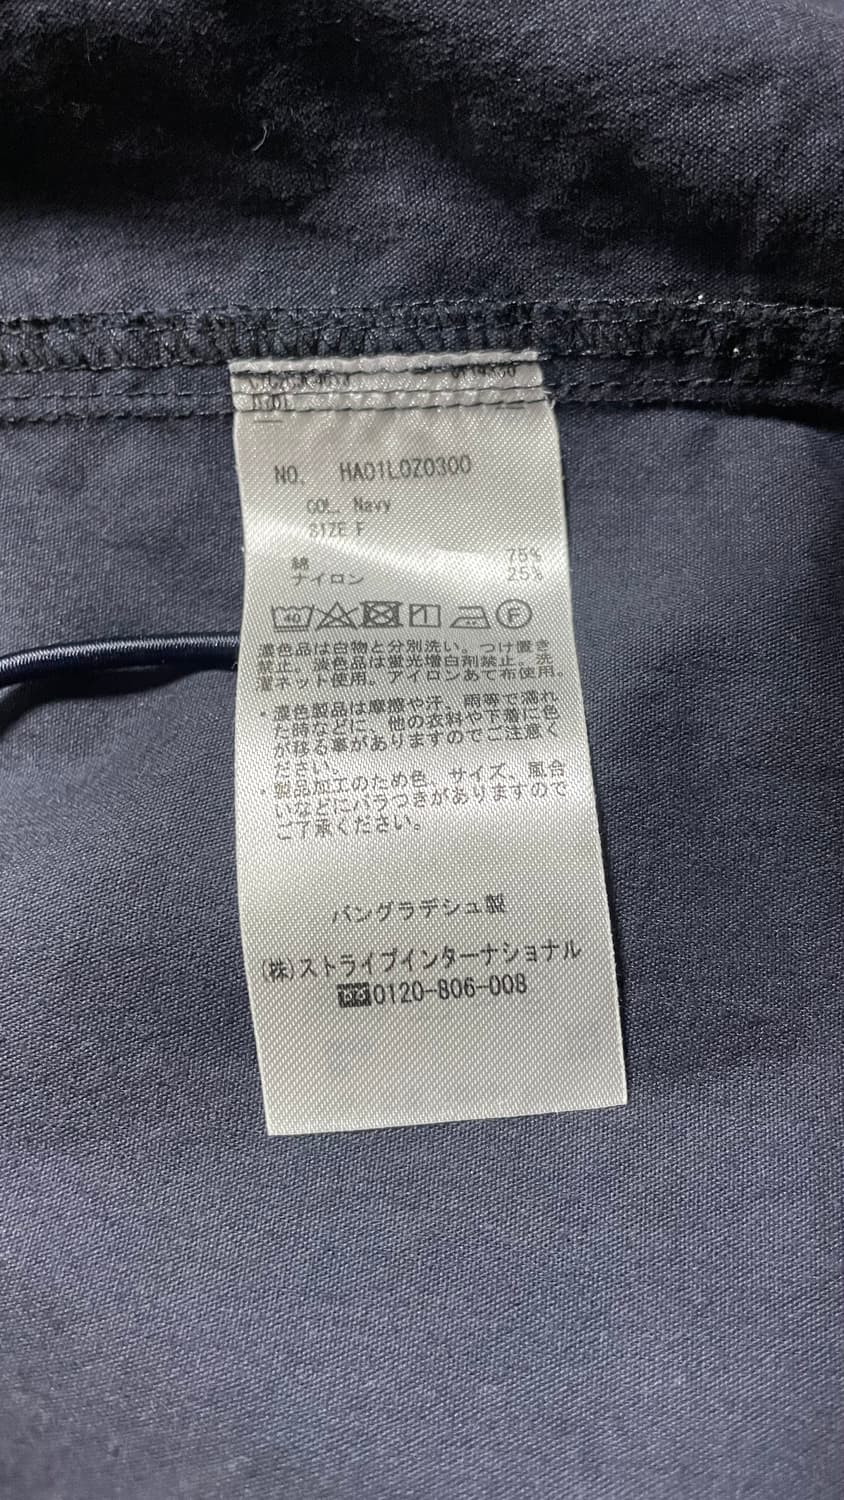 NO. HA01L0Z0300
COL. Navy
SIZE F
綿 75%
ナイロン 25%
40
F
濃色品は白物と分別洗い。つけ置き
禁止。淡色品は蛍光増白剤禁止。洗
濯ネット使用。アイロンあて布使用。
・濃色製品は摩擦や汗、雨等で濡れ
た時などに、他の衣料や下着に色
が移る事がありますのでご注意く
ださい。
・製品加工のため色、サイズ、風合
いなどにバラつきがありますので
ご了承ください。
バングラデシュ製
(株)ストライプインターナショナル
0120-806-008